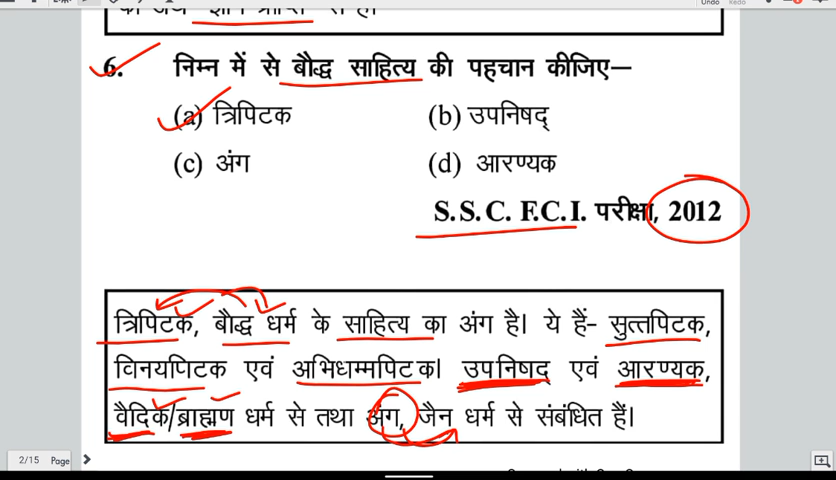 Undo Redo
6. निम्न में से बौद्ध साहित्य की पहचान कीजिए—
(a) त्रिपिटक (b) उपनिषद्
(c) अंग (d) आरण्यक
S.S.C. F.C.I. परीक्षा, 2012
त्रिपिटक, बौद्ध धर्म के साहित्य का अंग है। ये हैं- सुत्तपिटक,
विनयपिटक एवं अभिधम्मपिटक। उपनिषद एवं आरण्यक,
वैदिक/ब्राह्मण धर्म से तथा अंग, जैन धर्म से संबंधित हैं।
2/15 Page